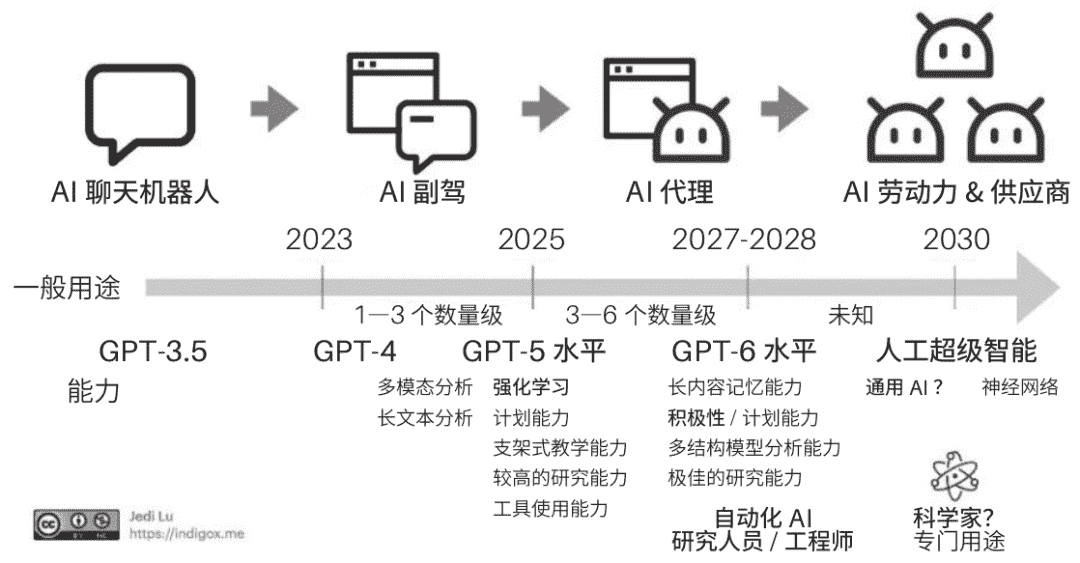 AI 聊天机器人
AI 副驾
AI 代理
AI 劳动力 & 供应商
2023
2025
2027-2028
2030
一般用途
1—3 个数量级
3—6 个数量级
未知
GPT-3.5
GPT-4
GPT-5 水平
GPT-6 水平
人工超级智能
能力
多模态分析
长文本分析
强化学习
计划能力
支架式教学能力
较高的研究能力
工具使用能力
长内容记忆能力
积极性 / 计划能力
多结构模型分析能力
极佳的研究能力
通用 AI ?
神经网络
自动化 AI
研究人员 / 工程师
科学家?
专门用途
cc
BY NC
Jedi Lu
https://indigox.me